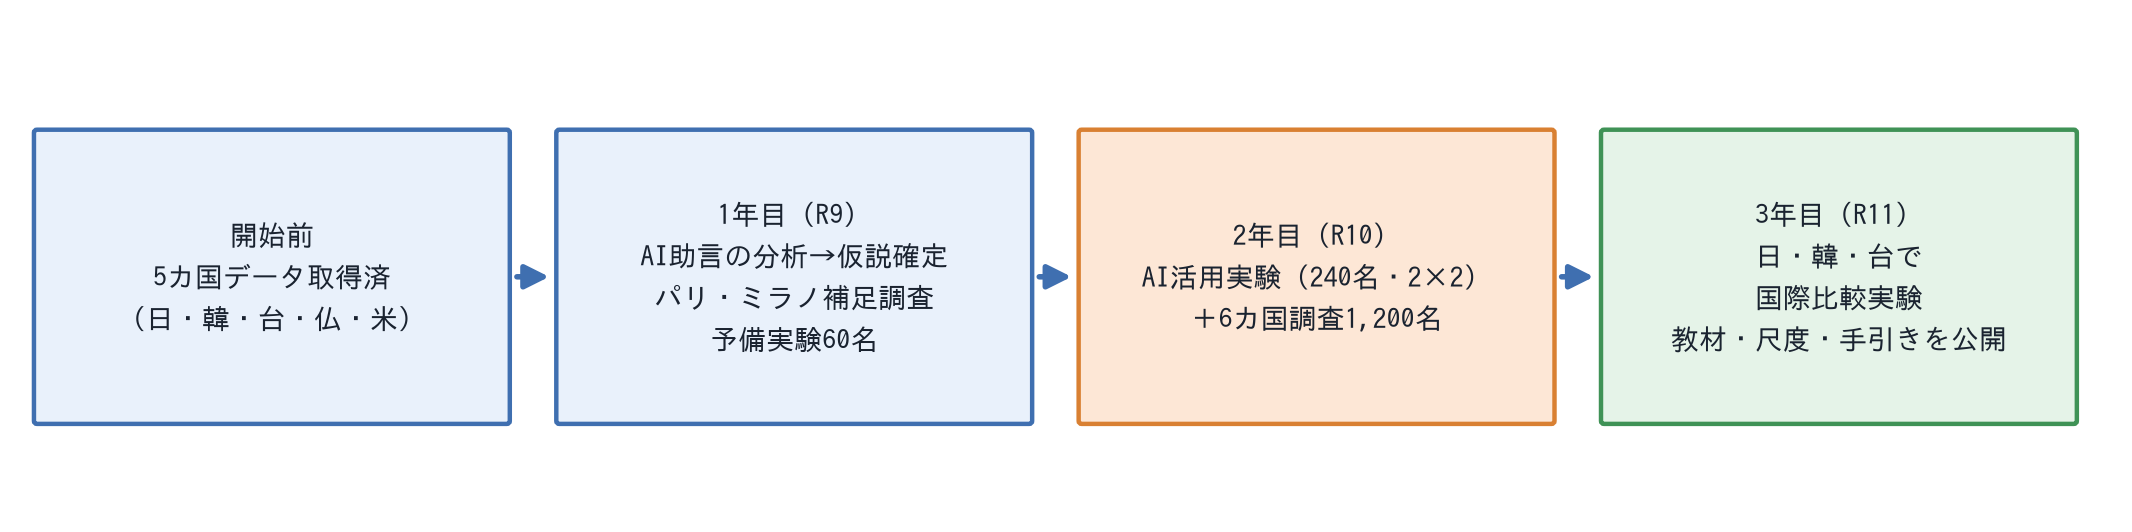 開始前
5カ国データ取得済
（日・韓・台・仏・米）
1年目（R9）
AI助言の分析→仮説確定
パリ・ミラノ補足調査
予備実験60名
2年目（R10）
AI活用実験（240名・2×2）
＋6カ国調査1,200名
3年目（R11）
日・韓・台で
国際比較実験
教材・尺度・手引きを公開